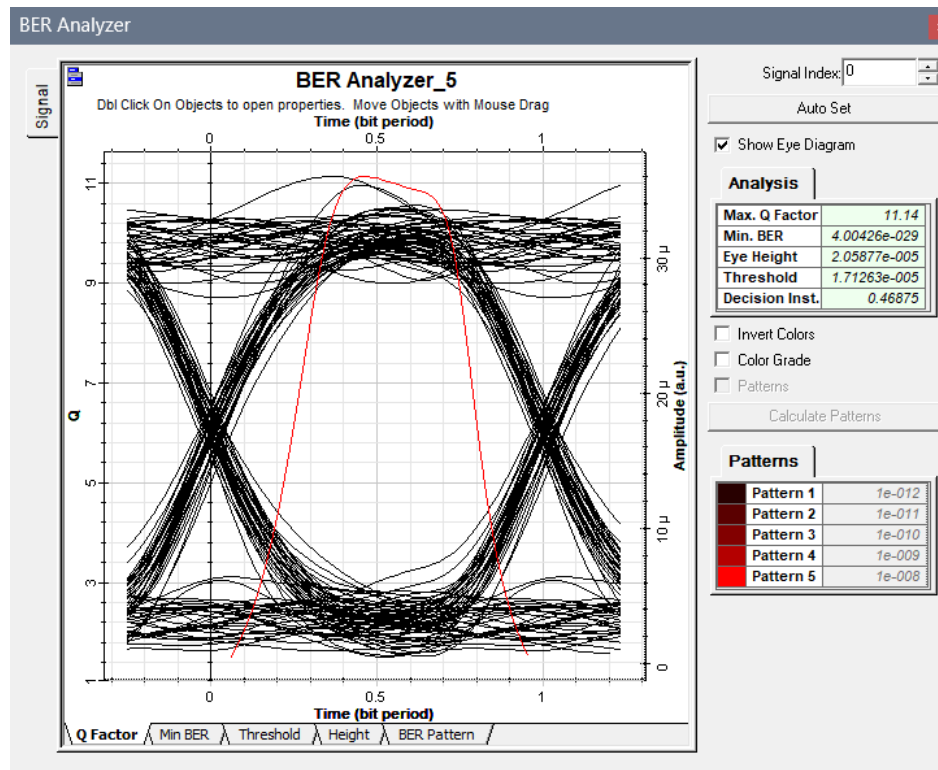 BER Analyzer
Signal
BER Analyzer_5
Dbl Click On Objects to open properties. Move Objects with Mouse Drag
Time (bit period)
0 0.5 1
11
9
7
5
3
1
Q
30 µ
20 µ
10 µ
0
Amplitude (a.u.)
0 0.5 1
Time (bit period)
Q Factor Min BER Threshold Height BER Pattern
Signal Index: 0
Auto Set
Show Eye Diagram
Analysis
Max. Q Factor 11.14
Min. BER 4.00426e-029
Eye Height 2.05877e-005
Threshold 1.71263e-005
Decision Inst. 0.46875
Invert Colors
Color Grade
Patterns
Calculate Patterns
Patterns
Pattern 1 1e-012
Pattern 2 1e-011
Pattern 3 1e-010
Pattern 4 1e-009
Pattern 5 1e-008